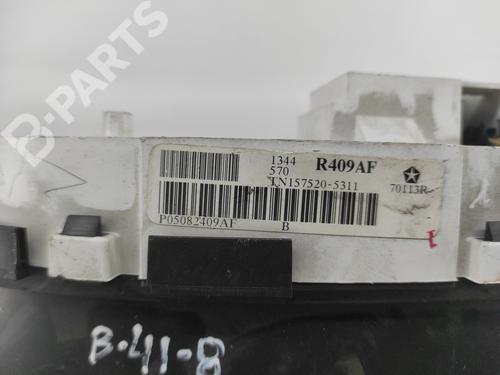 B-PARTS
1344 R409AF
570
TN157520-5311 70113R
P05082409AF B
E
B-41-8